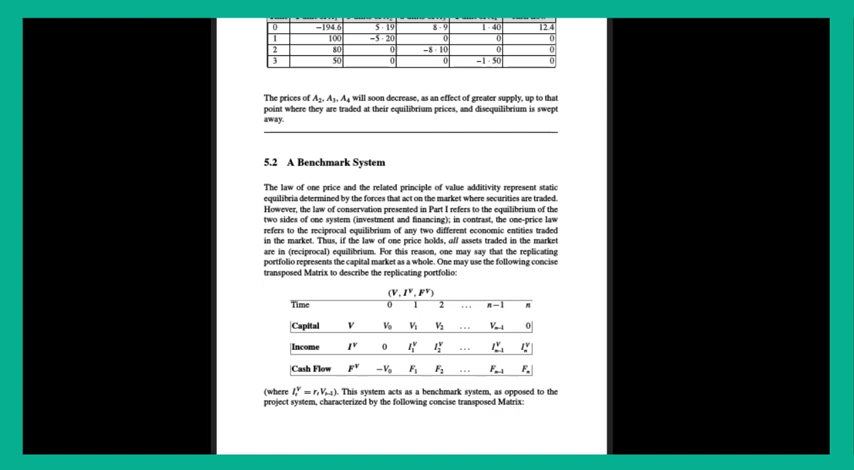 0 −194.6 5 · 19 8 · 9 1 · 40 12.4
1 100 −5 · 20 0 0 0
2 80 0 −8 · 10 0 0
3 50 0 0 −1 · 50 0
The prices of A₂, A₃, A₄ will soon decrease, as an effect of greater supply, up to that
point where they are traded at their equilibrium prices, and disequilibrium is swept
away.
5.2 A Benchmark System
The law of one price and the related principle of value additivity represent static
equilibria determined by the forces that act on the market where securities are traded.
However, the law of conservation presented in Part I refers to the equilibrium of the
two sides of one system (investment and financing); in contrast, the one-price law
refers to the reciprocal equilibrium of any two different economic entities traded
in the market. Thus, if the law of one price holds, all assets traded in the market
are in (reciprocal) equilibrium. For this reason, one may say that the replicating
portfolio represents the capital market as a whole. One may use the following concise
transposed Matrix to describe the replicating portfolio:
(V, Iⱽ, Fⱽ)
Time 0 1 2 ... n−1 n
Capital V V₀ V₁ V₂ ... Vₙ₋₁ 0
Income Iⱽ 0 I₁ⱽ I₂ⱽ ... Iₙ₋₁ⱽ Iₙⱽ
Cash Flow Fⱽ −V₀ F₁ F₂ ... Fₙ₋₁ Fₙ
(where Iₜⱽ = rₜVₜ₋₁). This system acts as a benchmark system, as opposed to the
project system, characterized by the following concise transposed Matrix: